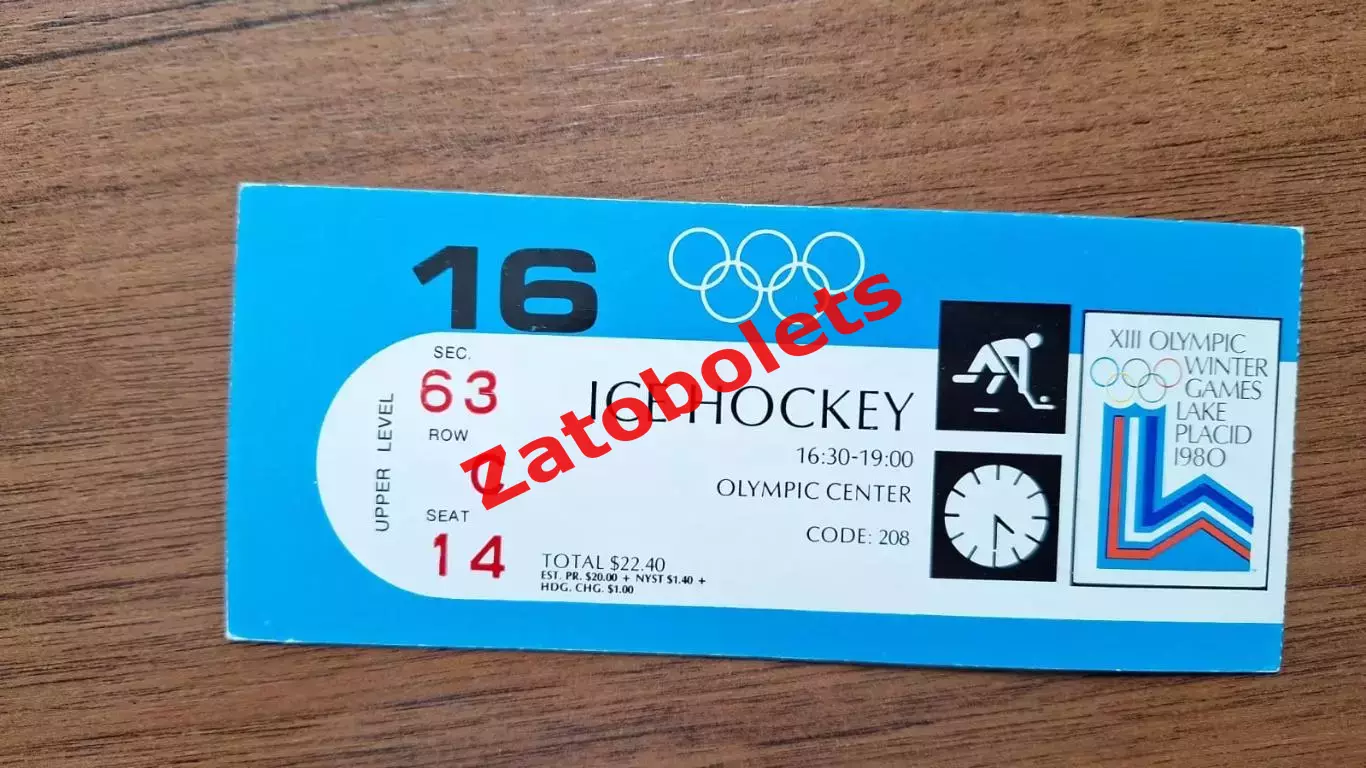 16
UPPER LEVEL
SEC.
63
ROW
C
SEAT
14
ICE HOCKEY
16:30-19:00
OLYMPIC CENTER
CODE: 208
TOTAL $22.40
EST. PR. $20.00 + NYST $1.40 +
HDG. CHG. $1.00
XIII OLYMPIC
WINTER
GAMES
LAKE
PLACID
1980
Zatobolets